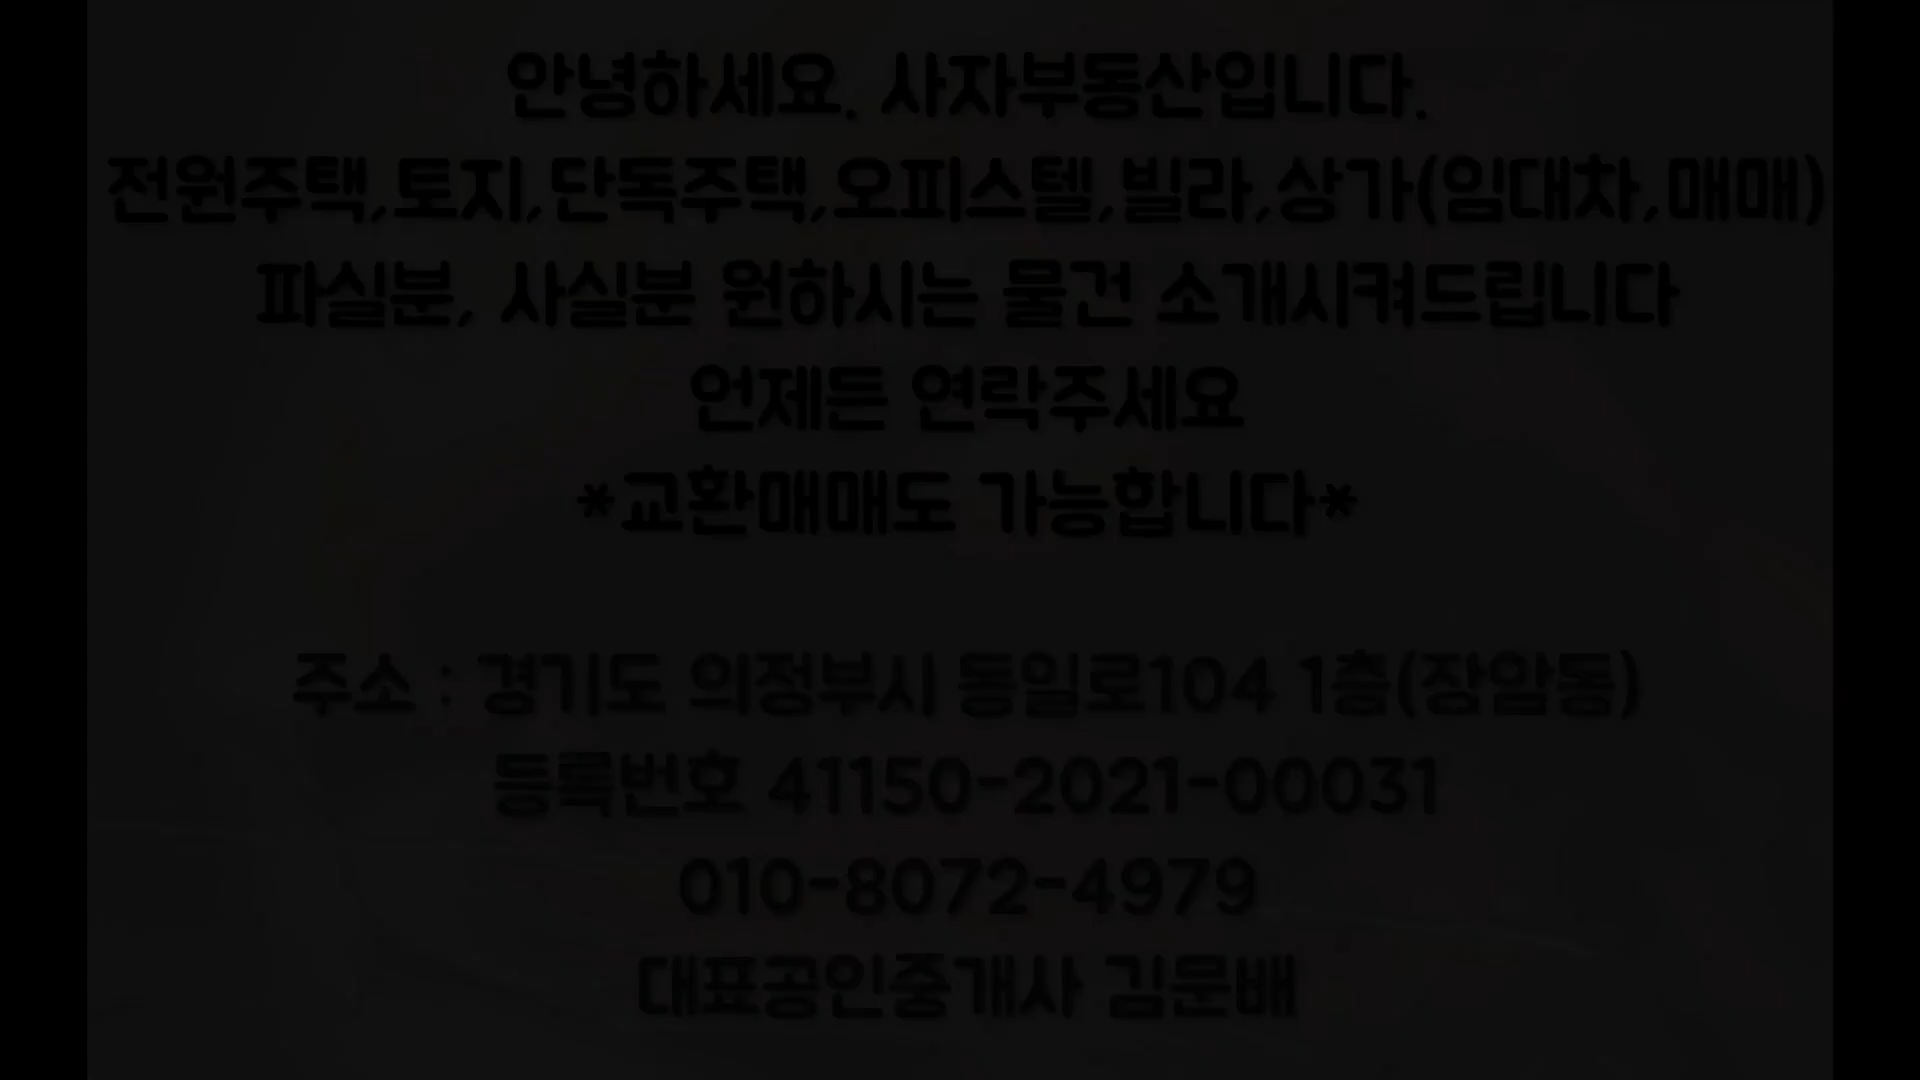 안녕하세요. 사자부동산입니다.
전원주택,토지,단독주택,오피스텔,빌라,상가(임대차,매매)
파실분, 사실분 원하시는 물건 소개시켜드립니다
언제든 연락주세요
*교환매매도 가능합니다*
주소 : 경기도 의정부시 동일로104 1층(장암동)
등록번호 41150-2021-00031
010-8072-4979
대표공인중개사 김문배